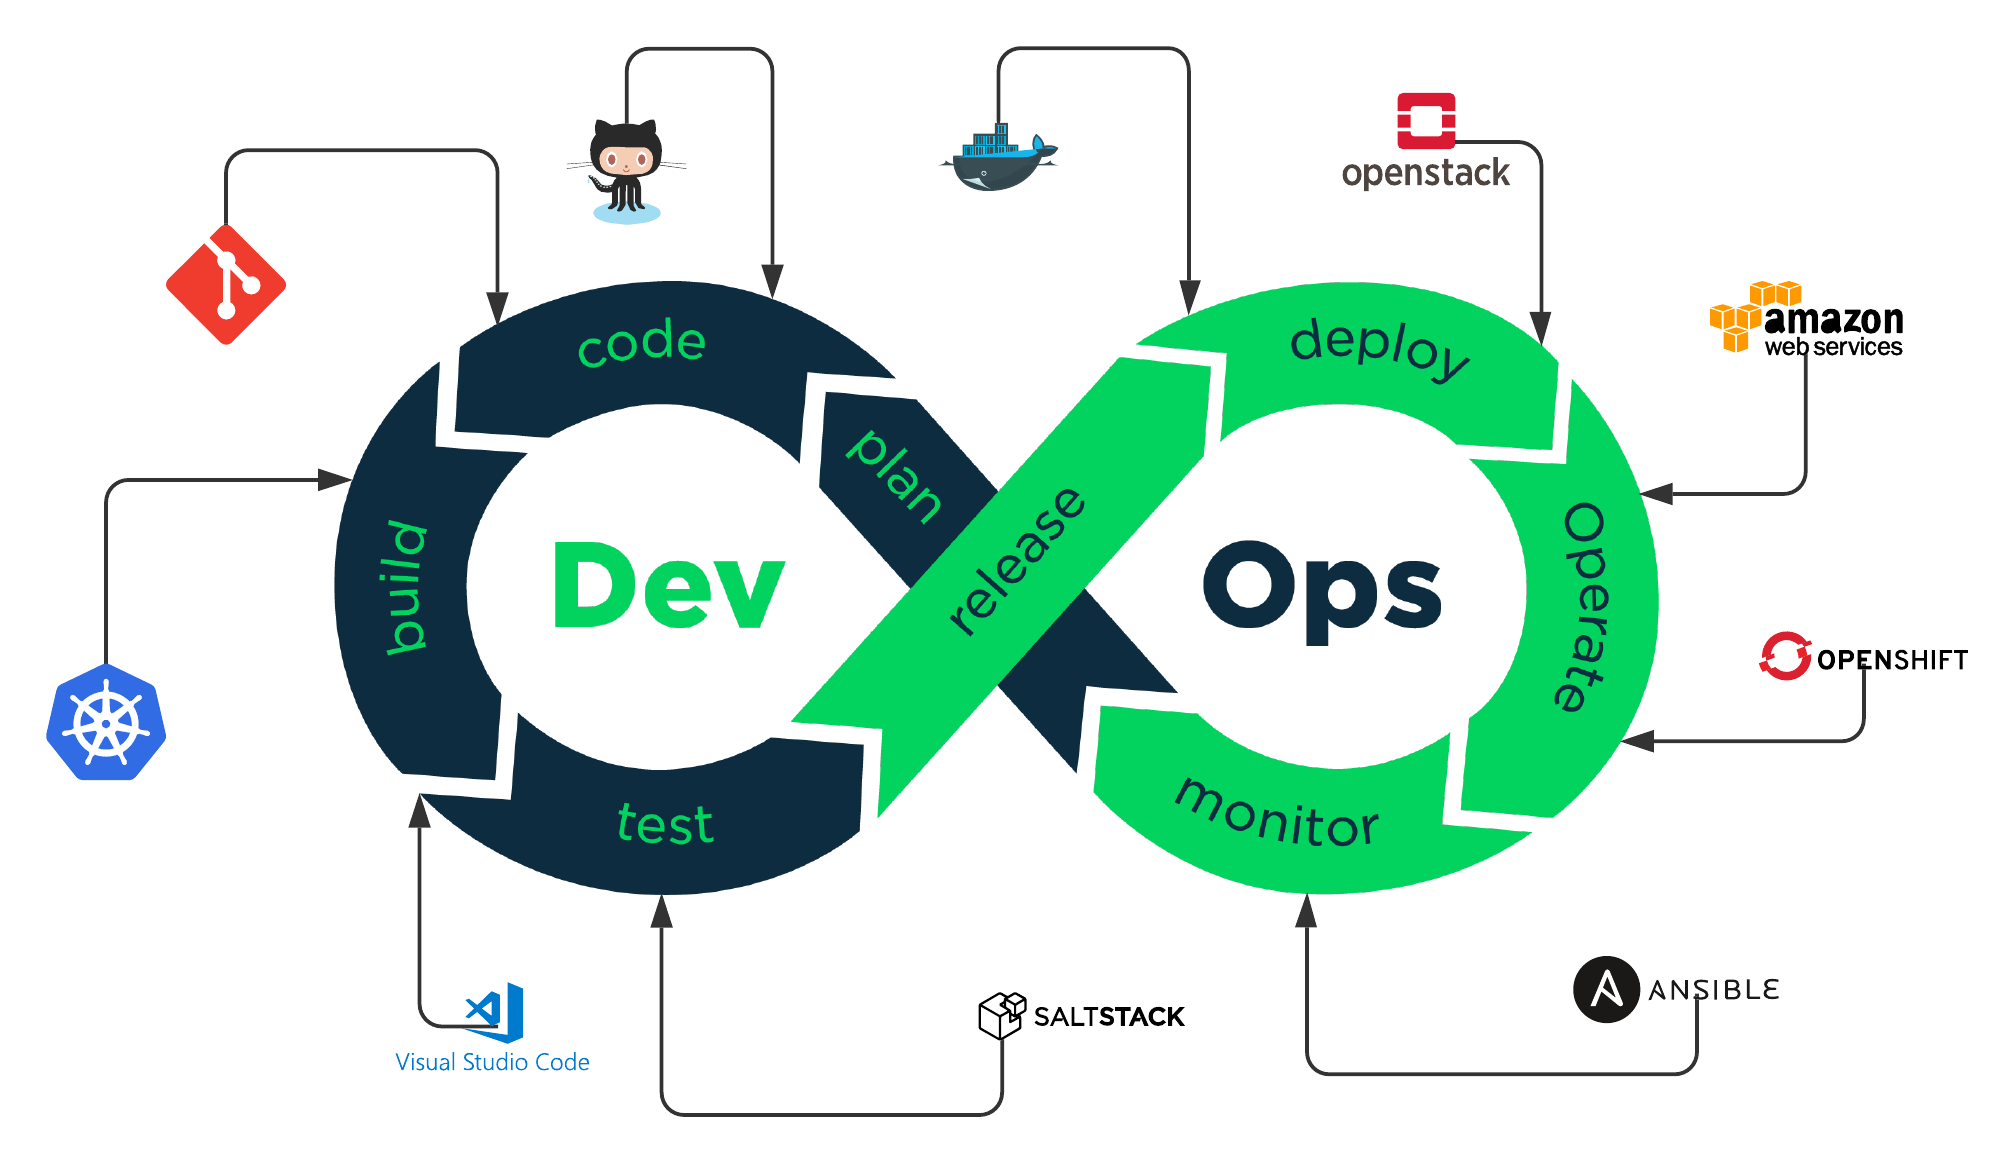 openstack
amazon
web services
code
deploy
plan
release
build
Dev
Ops
Operate
OPENSHIFT
test
monitor
ANSIBLE
SALTSTACK
Visual Studio Code